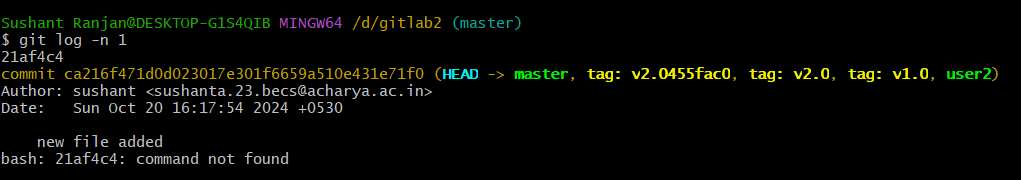 Sushant Ranjan@DESKTOP-G1S4QIB MINGW64 /d/gitlab2 (master)
$ git log -n 1
21af4c4
commit ca216f471d0d023017e301f6659a510e431e71f0 (HEAD -> master, tag: v2.0455fac0, tag: v2.0, tag: v1.0, user2)
Author: sushant <sushanta.23.becs@acharya.ac.in>
Date:   Sun Oct 20 16:17:54 2024 +0530
    new file added
bash: 21af4c4: command not found